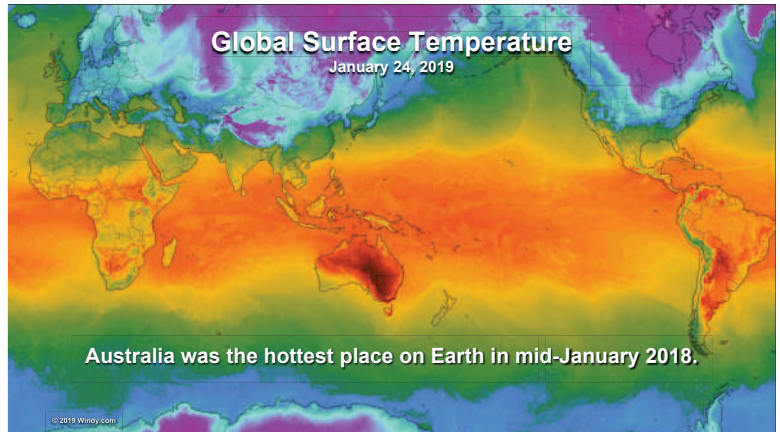 Global Surface Temperature
January 24, 2019
Australia was the hottest place on Earth in mid-January 2018.
© 2019 Windy.com